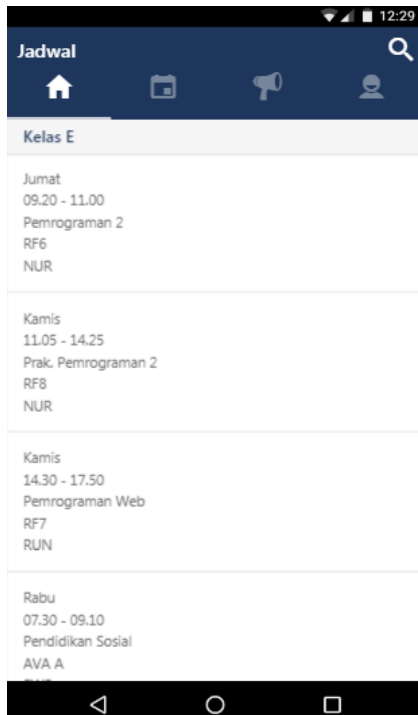 12:29
Jadwal
Kelas E
Jumat
09.20 - 11.00
Pemrograman 2
RF6
NUR
Kamis
11.05 - 14.25
Prak. Pemrograman 2
RF8
NUR
Kamis
14.30 - 17.50
Pemrograman Web
RF7
RUN
Rabu
07.30 - 09.10
Pendidikan Sosial
AVA A